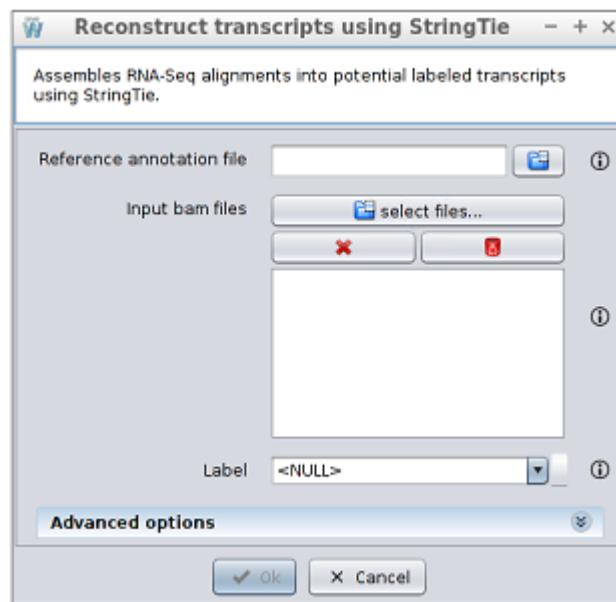 Reconstruct transcripts using StringTie
Assembles RNA-Seq alignments into potential labeled transcripts
using StringTie.
Reference annotation file
Input bam files
select files...
Label
<NULL>
Advanced options
Ok
Cancel